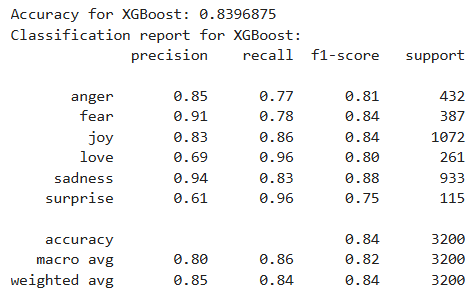 Accuracy for XGBoost: 0.8396875
Classification report for XGBoost:
precision recall f1-score support
anger 0.85 0.77 0.81 432
fear 0.91 0.78 0.84 387
joy 0.83 0.86 0.84 1072
love 0.69 0.96 0.80 261
sadness 0.94 0.83 0.88 933
surprise 0.61 0.96 0.75 115
accuracy 0.84 3200
macro avg 0.80 0.86 0.82 3200
weighted avg 0.85 0.84 0.84 3200